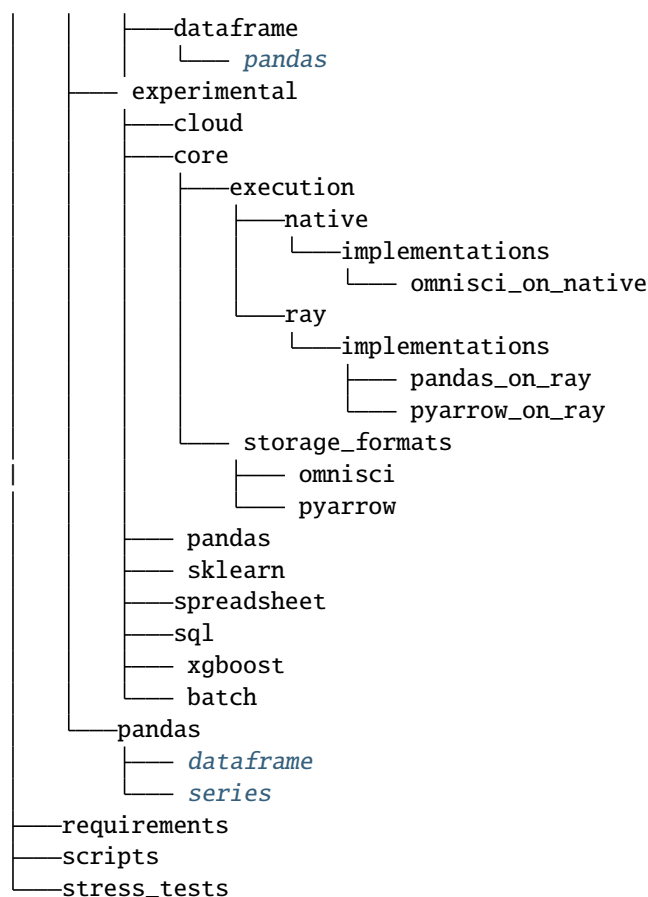 dataframe
pandas
experimental
cloud
core
execution
native
implementations
omnisci_on_native
ray
implementations
pandas_on_ray
pyarrow_on_ray
storage_formats
omnisci
pyarrow
pandas
sklearn
spreadsheet
sql
xgboost
batch
pandas
dataframe
series
requirements
scripts
stress_tests